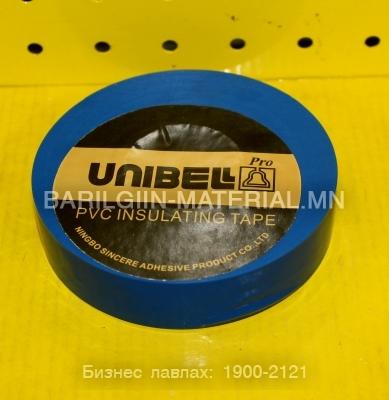 Pro
UNIBELL
BARILGIIN-MATERIAL.MN
PVC INSULATING TAPE
NINGBO SINCERE ADHESIVE PRODUCT CO.,LTD
Бизнес лавлах: 1900-2121